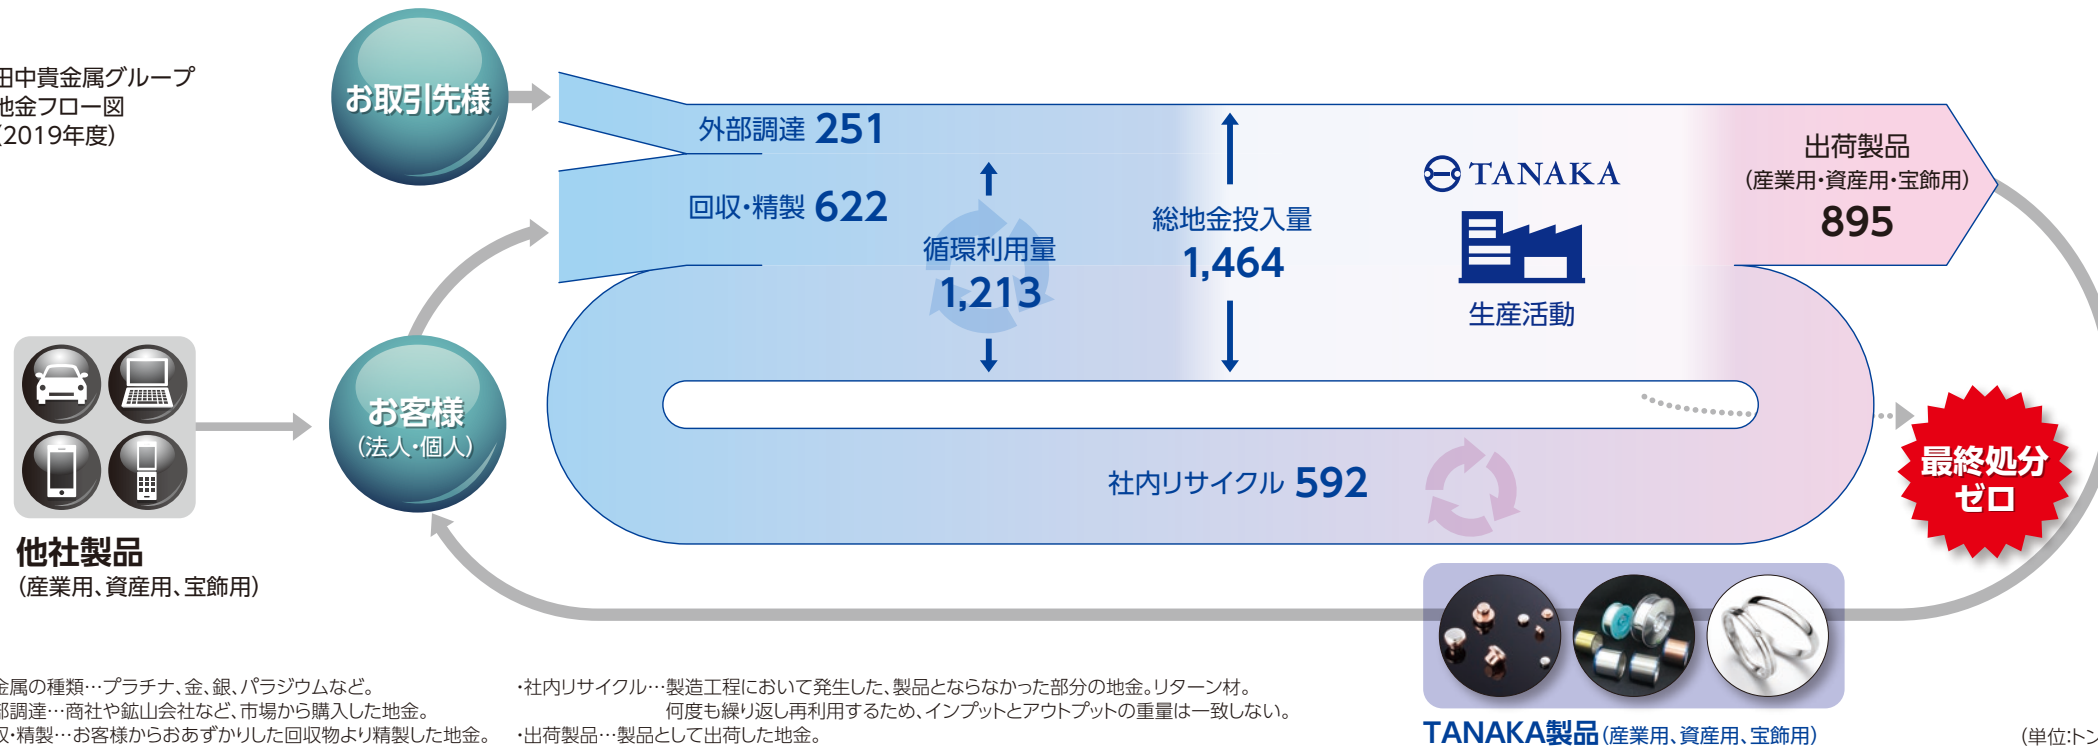 田中貴金属グループ
地金フロー図
（2019年度）
お取引先様
外部調達 251
回収・精製 622
循環利用量
1,213
総地金投入量
1,464
TANAKA
生産活動
出荷製品
（産業用・資産用・宝飾用）
895
お客様
（法人・個人）
社内リサイクル 592
最終処分
ゼロ
他社製品
（産業用、資産用、宝飾用）
金属の種類…プラチナ、金、銀、パラジウムなど。
部調達…商社や鉱山会社など、市場から購入した地金。
収・精製…お客様からおあずかりした回収物より精製した地金。
・社内リサイクル…製造工程において発生した、製品とならなかった部分の地金。リターン材。
何度も繰り返し再利用するため、インプットとアウトプットの重量は一致しない。
・出荷製品…製品として出荷した地金。
TANAKA製品（産業用、資産用、宝飾用）
（単位:トン